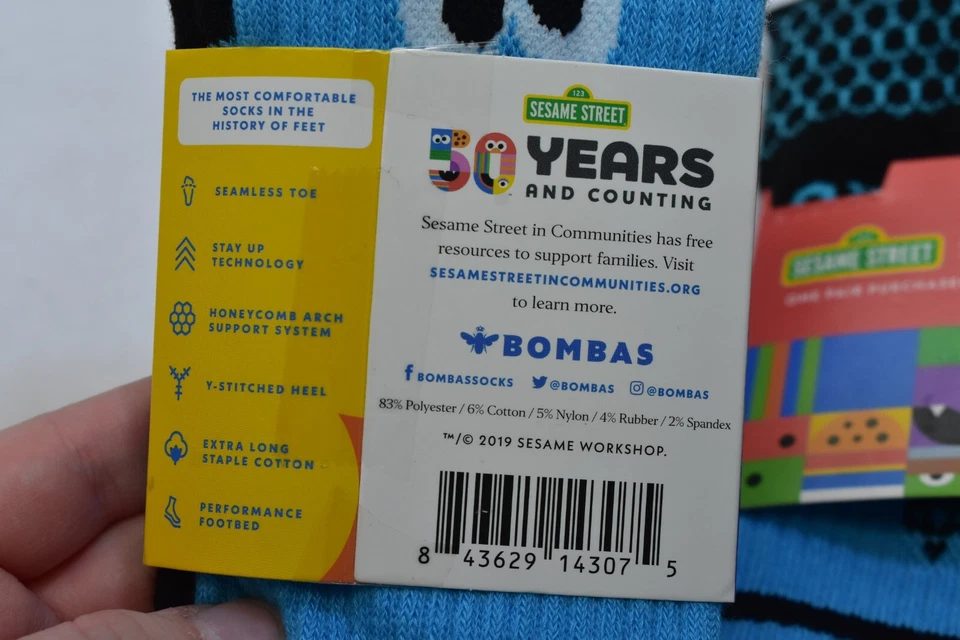 THE MOST COMFORTABLE
SOCKS IN THE
HISTORY OF FEET
SEAMLESS TOE
STAY UP
TECHNOLOGY
HONEYCOMB ARCH
SUPPORT SYSTEM
Y-STITCHED HEEL
EXTRA LONG
STAPLE COTTON
PERFORMANCE
FOOTBED
123
SESAME STREET
50 YEARS
AND COUNTING
Sesame Street in Communities has free
resources to support families. Visit
SESAMESTREETINCOMMUNITIES.ORG
to learn more.
BOMBAS
f BOMBASSOCKS @BOMBAS @BOMBAS
83% Polyester / 6% Cotton / 5% Nylon / 4% Rubber / 2% Spandex
™/© 2019 SESAME WORKSHOP.
8 43629 14307 5
SESAME STREET
ONE PAIR PURCHASE